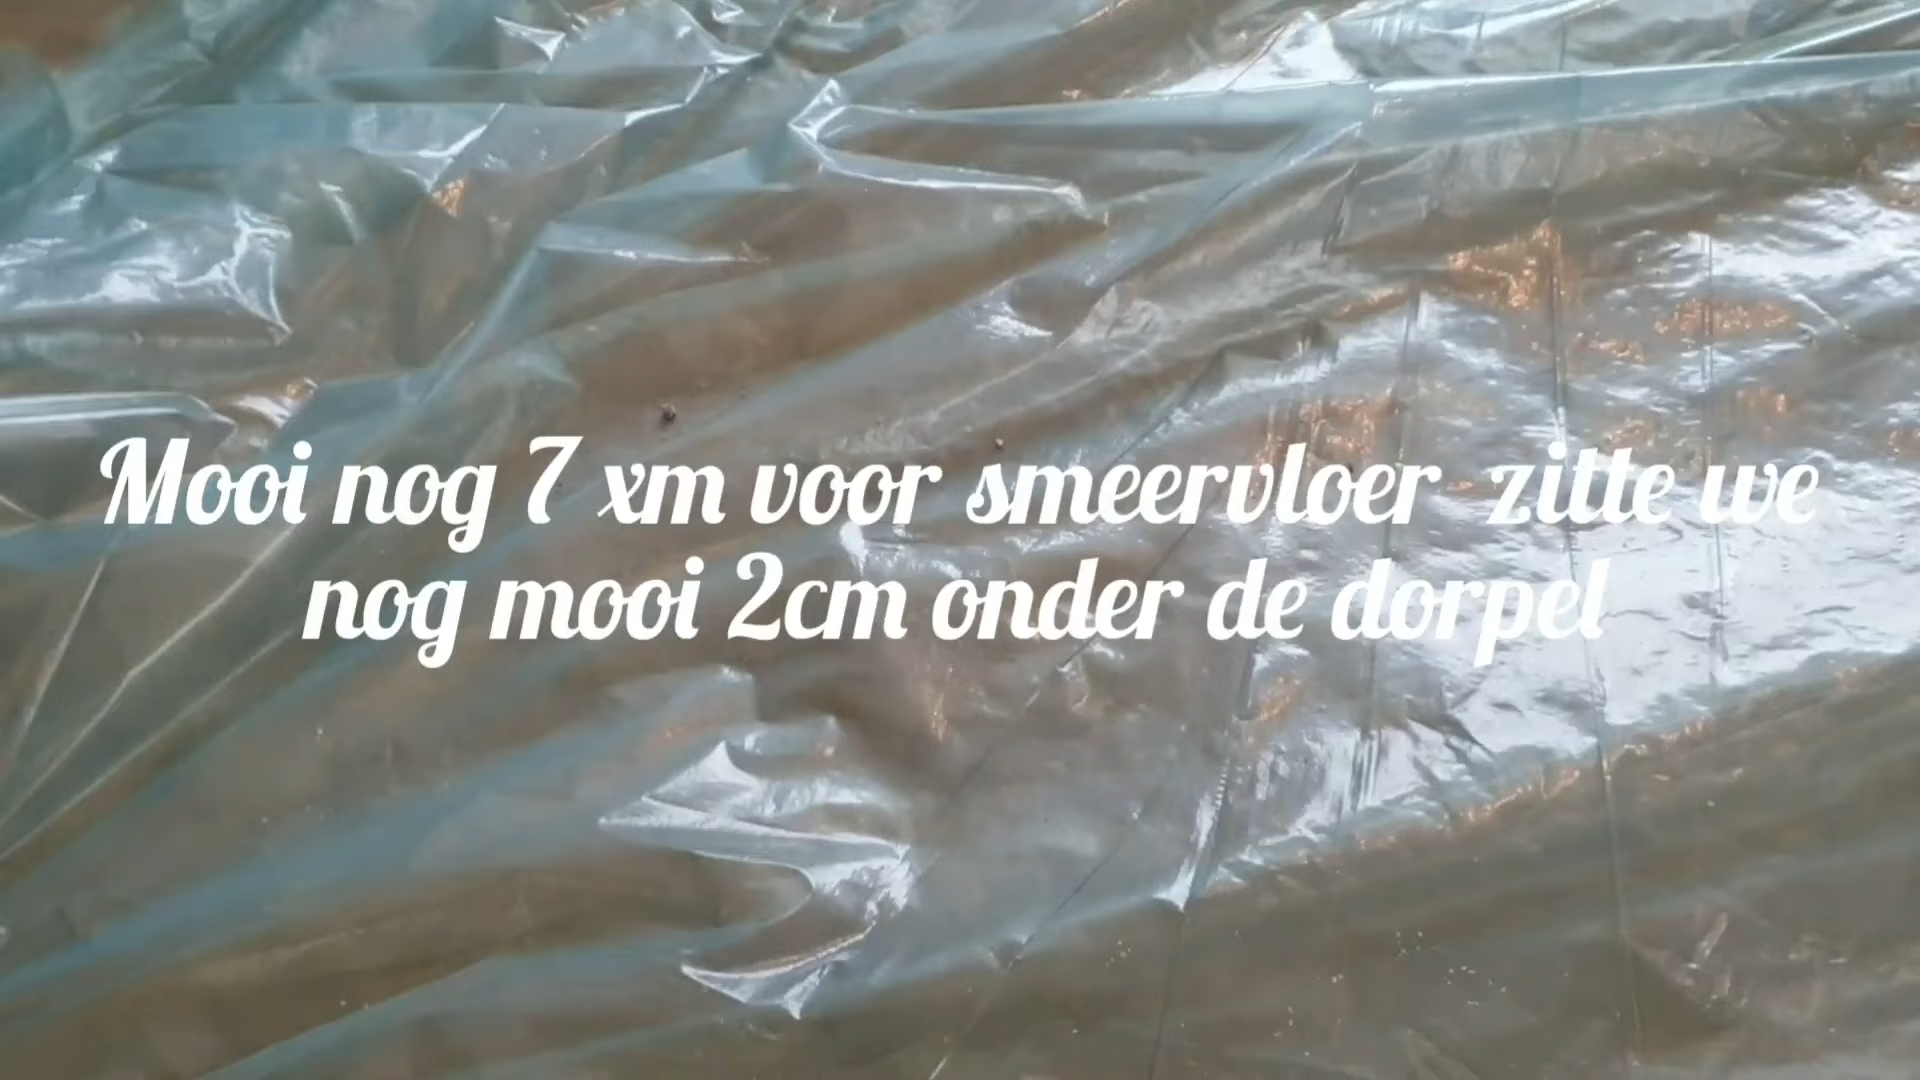 Mooi nog 7 xm voor smeervloer zitte we
nog mooi 2cm onder de dorpel